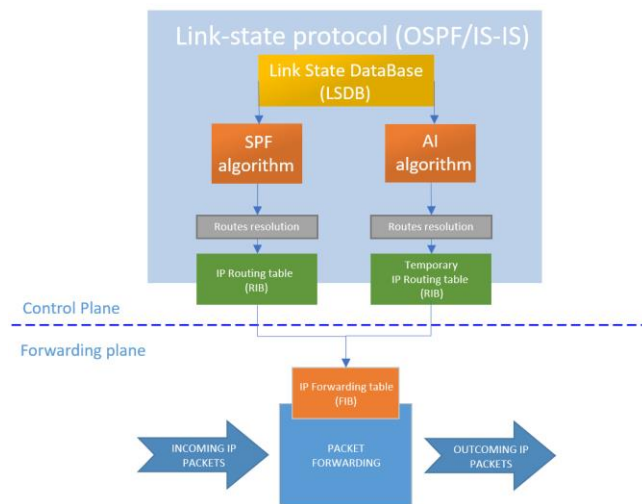 Link-state protocol (OSPF/IS-IS)
Link State DataBase
(LSDB)
SPF
algorithm
AI
algorithm
Routes resolution
Routes resolution
IP Routing table
(RIB)
Temporary
IP Routing table
(RIB)
Control Plane
Forwarding plane
IP Forwarding table
(FIB)
INCOMING IP
PACKETS
PACKET
FORWARDING
OUTCOMING IP
PACKETS